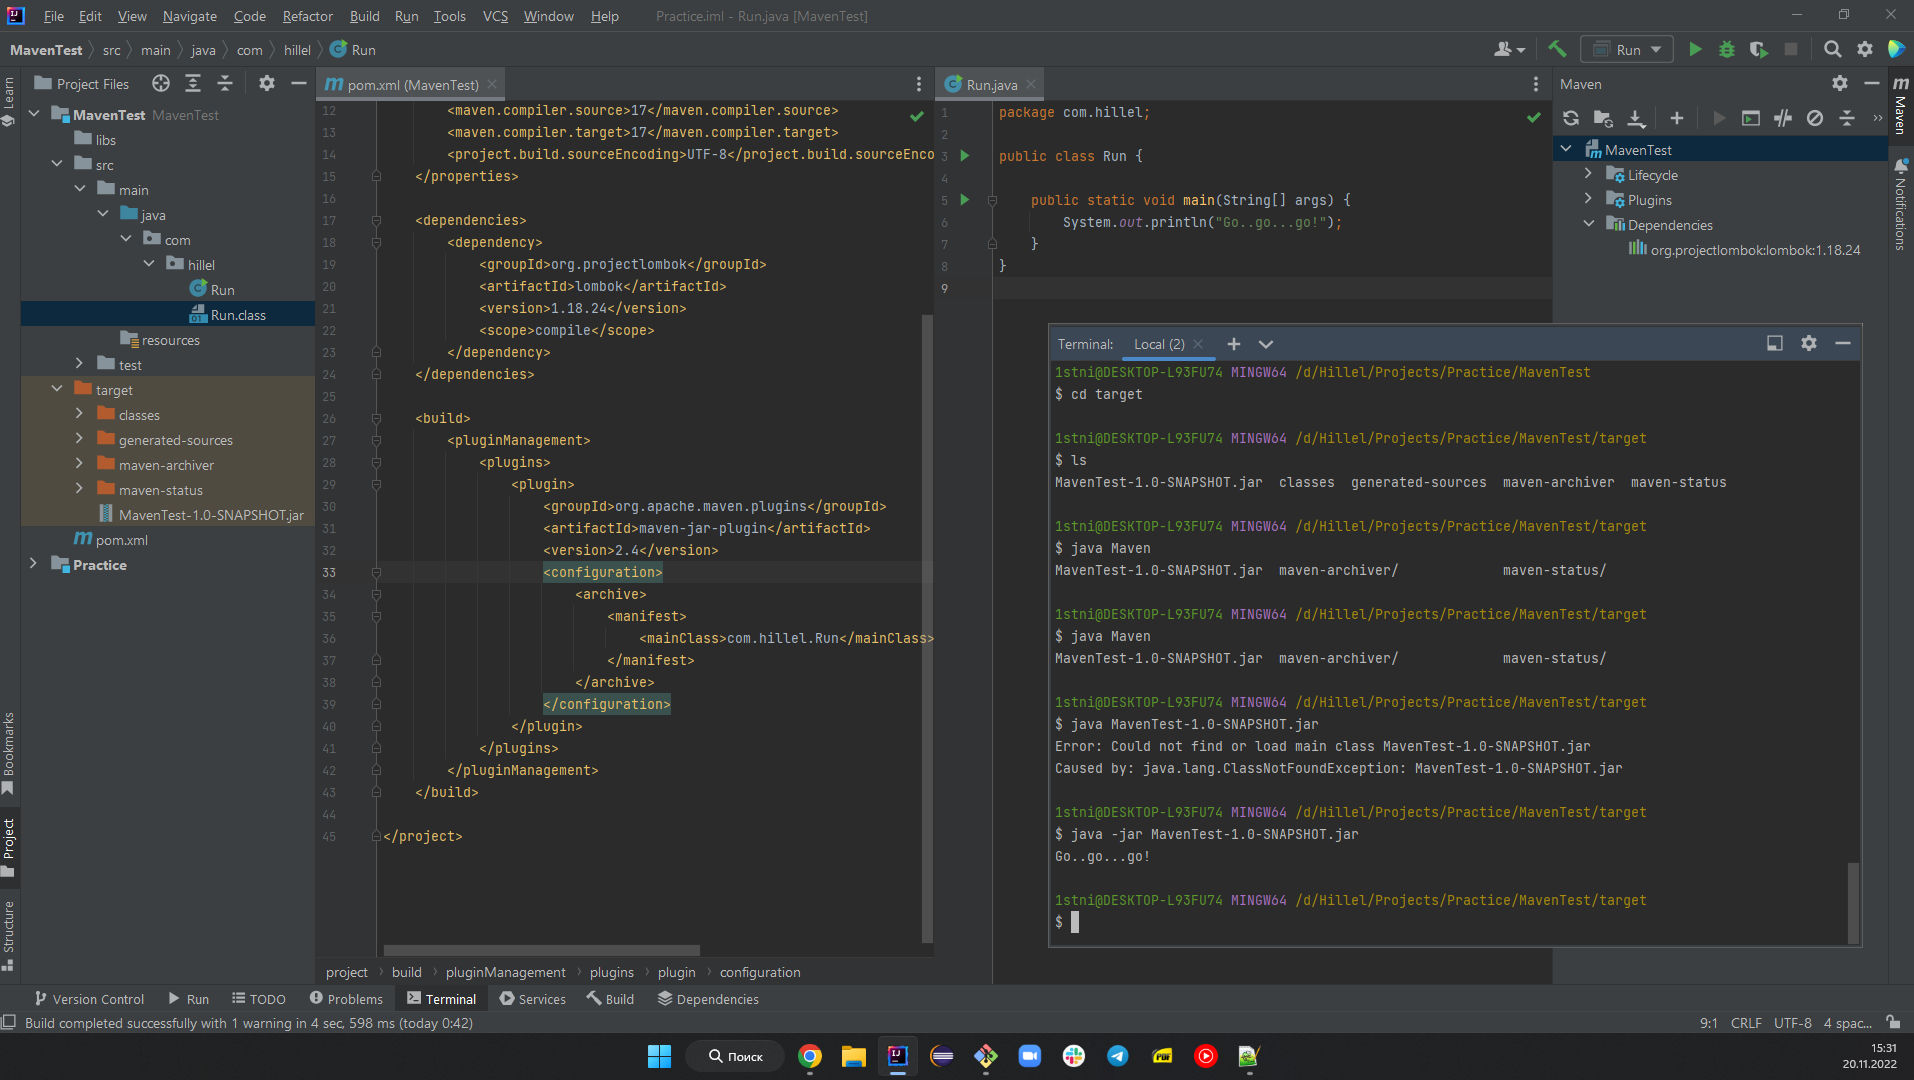 File Edit View Navigate Code Refactor Build Run Tools VCS Window Help Practice.iml - Run.java [MavenTest]
MavenTest src main java com hillel Run
Run
Learn
Project Files
MavenTest MavenTest
libs
src
main
java
com
hillel
Run
Run.class
resources
test
target
classes
generated-sources
maven-archiver
maven-status
MavenTest-1.0-SNAPSHOT.jar
pom.xml
Practice
Bookmarks
Project
Structure
pom.xml (MavenTest)
12 <maven.compiler.source>17</maven.compiler.source>
13 <maven.compiler.target>17</maven.compiler.target>
14 <project.build.sourceEncoding>UTF-8</project.build.sourceEnco
15 </properties>
16
17 <dependencies>
18 <dependency>
19 <groupId>org.projectlombok</groupId>
20 <artifactId>lombok</artifactId>
21 <version>1.18.24</version>
22 <scope>compile</scope>
23 </dependency>
24 </dependencies>
25
26 <build>
27 <pluginManagement>
28 <plugins>
29 <plugin>
30 <groupId>org.apache.maven.plugins</groupId>
31 <artifactId>maven-jar-plugin</artifactId>
32 <version>2.4</version>
33 <configuration>
34 <archive>
35 <manifest>
36 <mainClass>com.hillel.Run</mainClass>
37 </manifest>
38 </archive>
39 </configuration>
40 </plugin>
41 </plugins>
42 </pluginManagement>
43 </build>
44
45 </project>
project build pluginManagement plugins plugin configuration
Run.java
1 package com.hillel;
2
3 public class Run {
4
5 public static void main(String[] args) {
6 System.out.println("Go..go...go!");
7 }
8 }
9
Maven
MavenTest
Lifecycle
Plugins
Dependencies
org.projectlombok:lombok:1.18.24
Maven
Notifications
Terminal: Local (2)
1stni@DESKTOP-L93FU74 MINGW64 /d/Hillel/Projects/Practice/MavenTest
$ cd target
1stni@DESKTOP-L93FU74 MINGW64 /d/Hillel/Projects/Practice/MavenTest/target
$ ls
MavenTest-1.0-SNAPSHOT.jar classes generated-sources maven-archiver maven-status
1stni@DESKTOP-L93FU74 MINGW64 /d/Hillel/Projects/Practice/MavenTest/target
$ java Maven
MavenTest-1.0-SNAPSHOT.jar maven-archiver/ maven-status/
1stni@DESKTOP-L93FU74 MINGW64 /d/Hillel/Projects/Practice/MavenTest/target
$ java Maven
MavenTest-1.0-SNAPSHOT.jar maven-archiver/ maven-status/
1stni@DESKTOP-L93FU74 MINGW64 /d/Hillel/Projects/Practice/MavenTest/target
$ java MavenTest-1.0-SNAPSHOT.jar
Error: Could not find or load main class MavenTest-1.0-SNAPSHOT.jar
Caused by: java.lang.ClassNotFoundException: MavenTest-1.0-SNAPSHOT.jar
1stni@DESKTOP-L93FU74 MINGW64 /d/Hillel/Projects/Practice/MavenTest/target
$ java -jar MavenTest-1.0-SNAPSHOT.jar
Go..go...go!
1stni@DESKTOP-L93FU74 MINGW64 /d/Hillel/Projects/Practice/MavenTest/target
$
Version Control Run TODO Problems Terminal Services Build Dependencies
Build completed successfully with 1 warning in 4 sec, 598 ms (today 0:42)
9:1 CRLF UTF-8 4 spac...
Поиск
PDF
15:31
20.11.2022